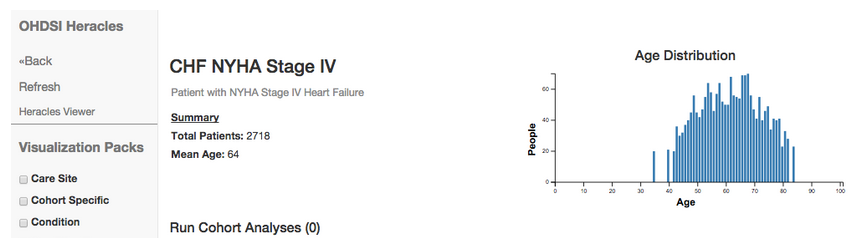 OHDSI Heracles
«Back
Refresh
Heracles Viewer
Visualization Packs
Care Site
Cohort Specific
Condition
CHF NYHA Stage IV
Patient with NYHA Stage IV Heart Failure
Summary
Total Patients: 2718
Mean Age: 64
Run Cohort Analyses (0)
Age Distribution
People
60
40
20
0
0 10 20 30 40 50 60 70 80 90 100
Age